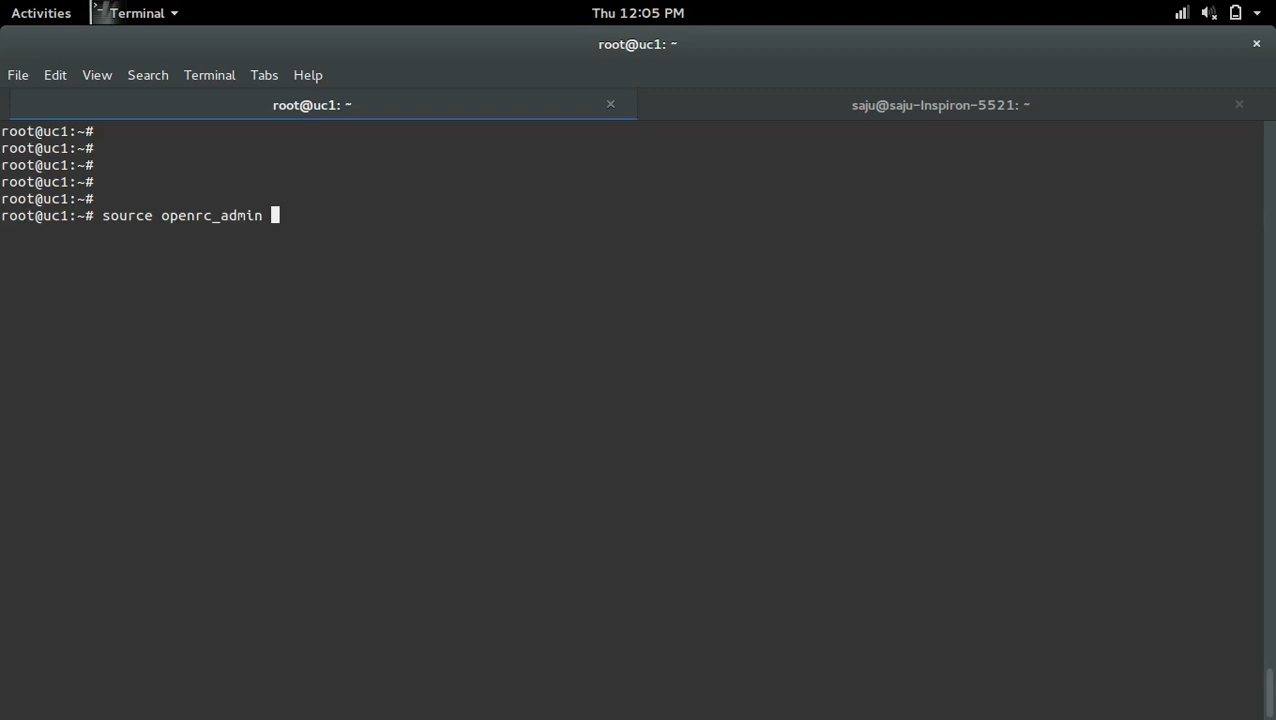 Activities Terminal Thu 12:05 PM
root@uc1: ~
File Edit View Search Terminal Tabs Help
root@uc1: ~ saju@saju-Inspiron-5521: ~
root@uc1:~#
root@uc1:~#
root@uc1:~#
root@uc1:~#
root@uc1:~#
root@uc1:~# source openrc_admin